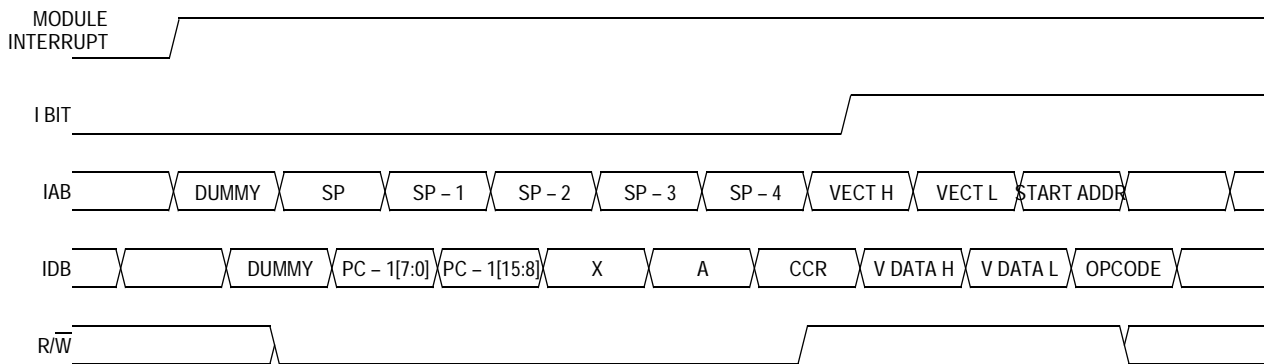 MODULE
INTERRUPT
I BIT
IAB DUMMY SP SP – 1 SP – 2 SP – 3 SP – 4 VECT H VECT L START ADDR
IDB DUMMY PC – 1[7:0] PC – 1[15:8] X A CCR V DATA H V DATA L OPCODE
R/W̅